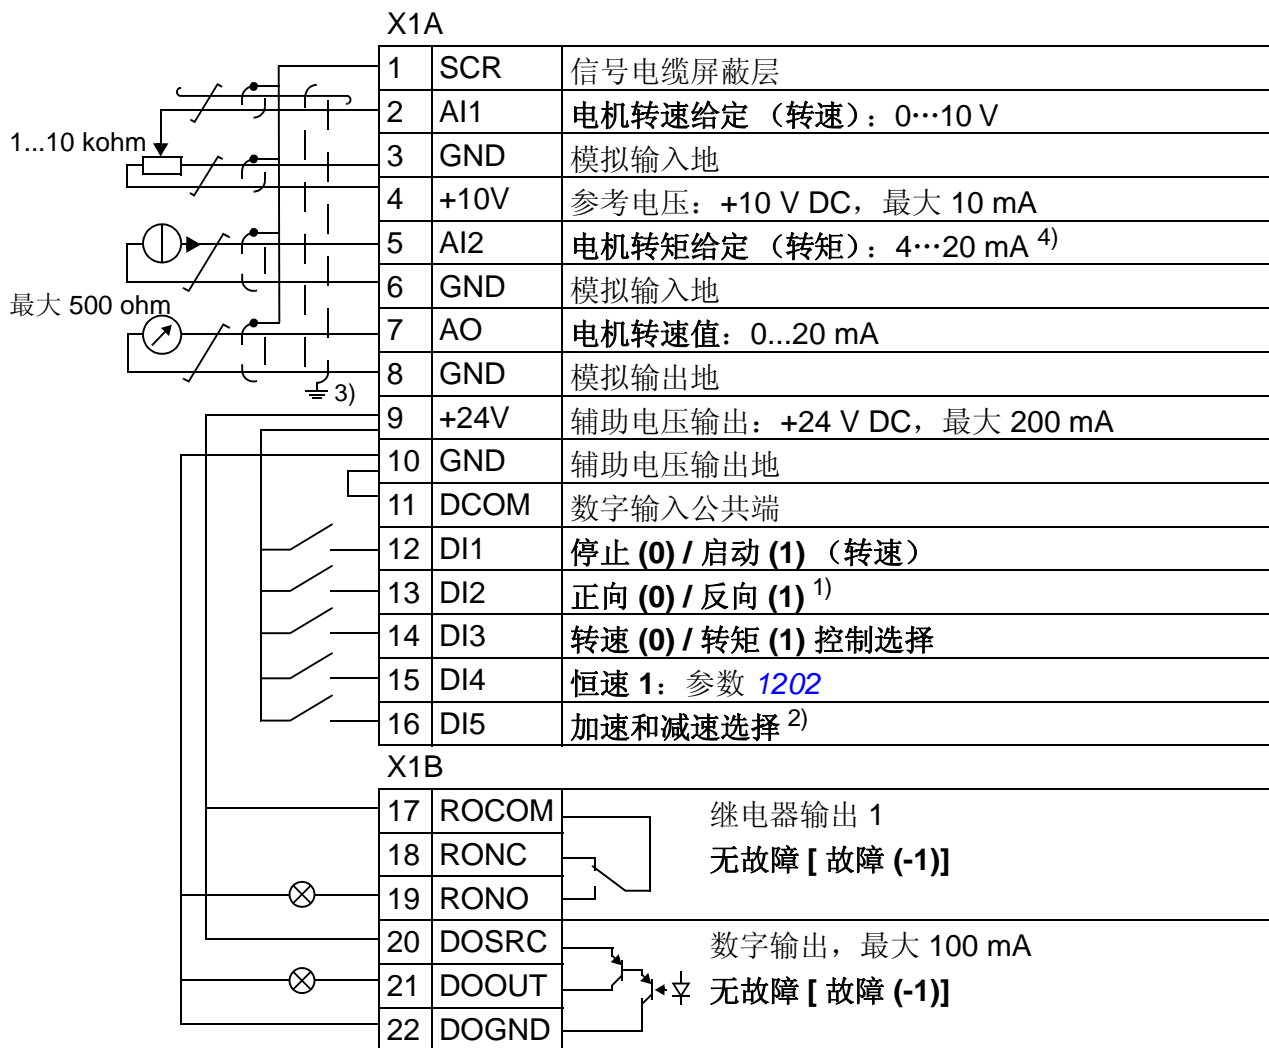 X1A
1 SCR 信号电缆屏蔽层
2 AI1 电机转速给定 （转速）：0…10 V
1...10 kohm
3 GND 模拟输入地
4 +10V 参考电压：+10 V DC，最大 10 mA
5 AI2 电机转矩给定 （转矩）：4…20 mA 4)
6 GND 模拟输入地
最大 500 ohm
7 AO 电机转速值：0...20 mA
8 GND 模拟输出地
3)
9 +24V 辅助电压输出：+24 V DC，最大 200 mA
10 GND 辅助电压输出地
11 DCOM 数字输入公共端
12 DI1 停止 (0) / 启动 (1) （转速）
13 DI2 正向 (0) / 反向 (1) 1)
14 DI3 转速 (0) / 转矩 (1) 控制选择
15 DI4 恒速 1：参数 1202
16 DI5 加速和减速选择 2)
X1B
17 ROCOM 继电器输出 1
18 RONC 无故障 [ 故障 (-1)]
19 RONO
20 DOSRC 数字输出，最大 100 mA
21 DOOUT 无故障 [ 故障 (-1)]
22 DOGND